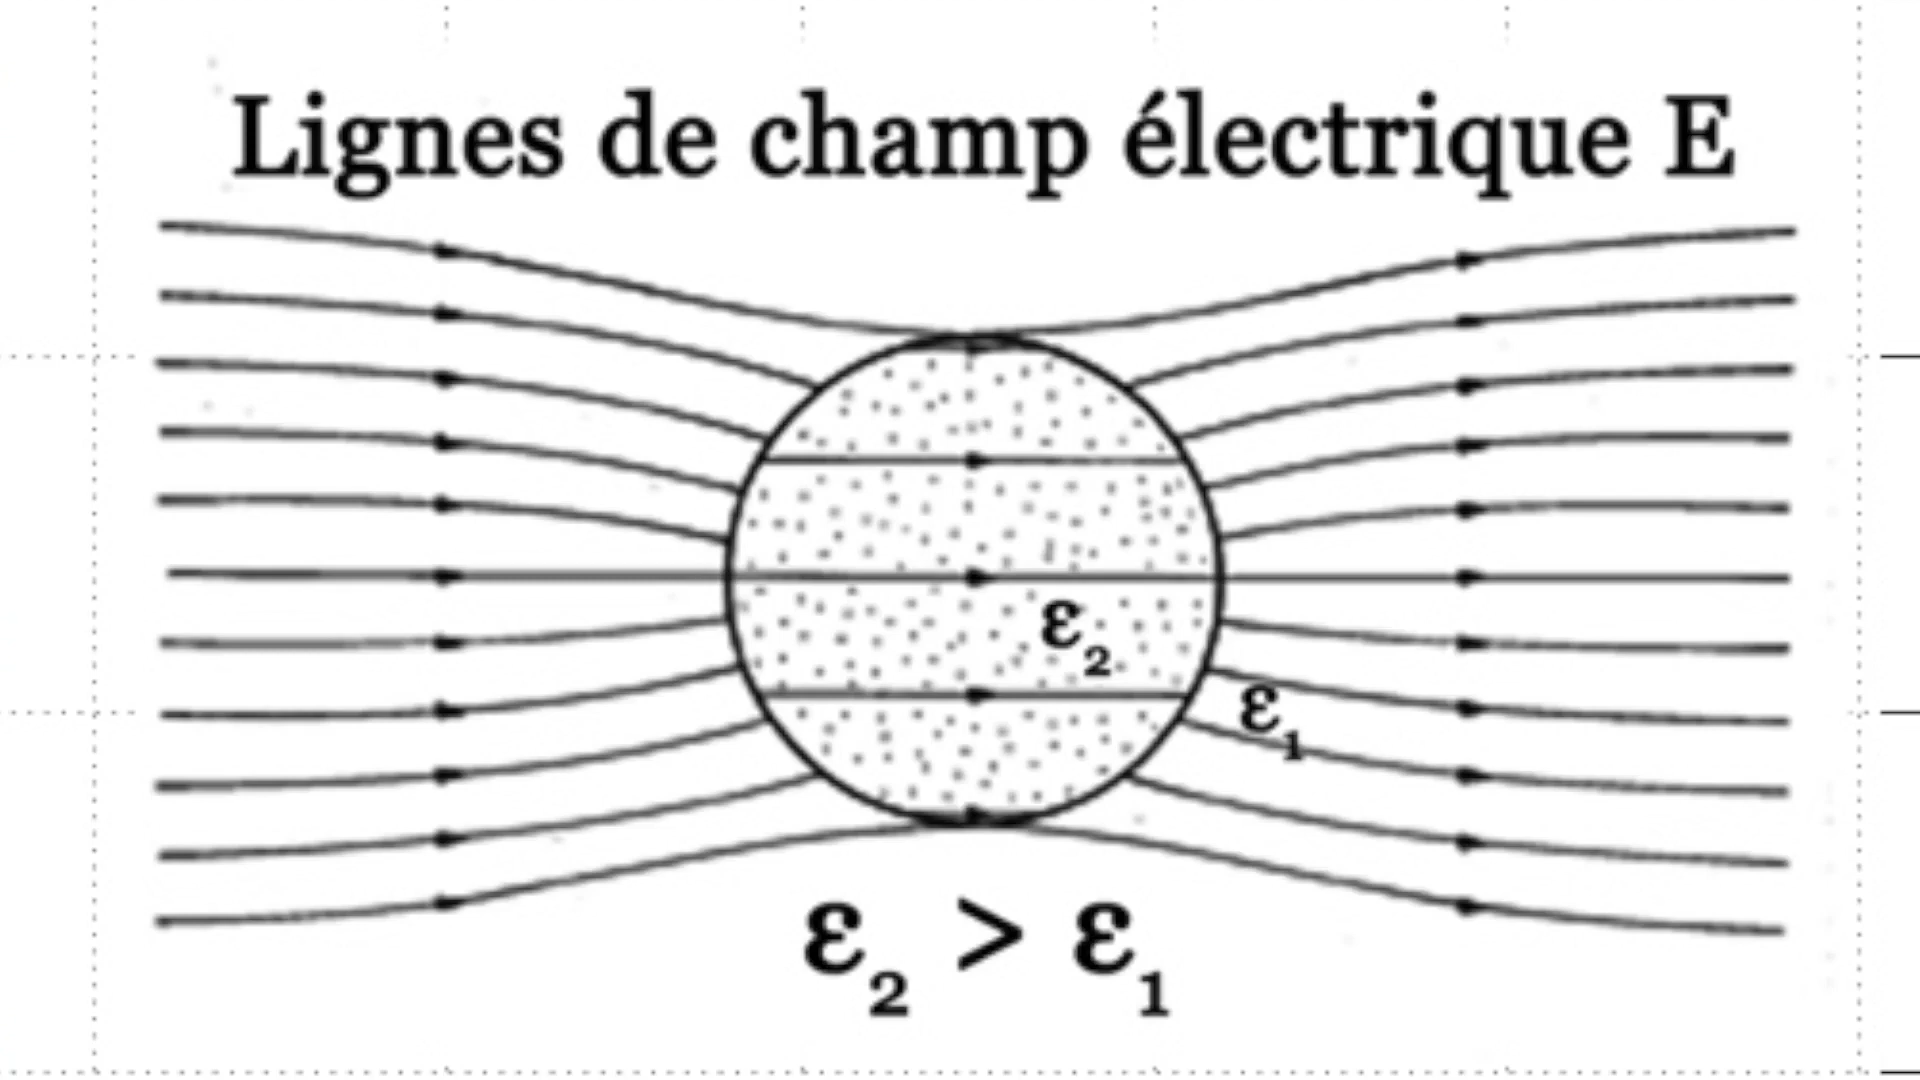 Lignes de champ électrique E
ε₂
ε₁
ε₂ > ε₁